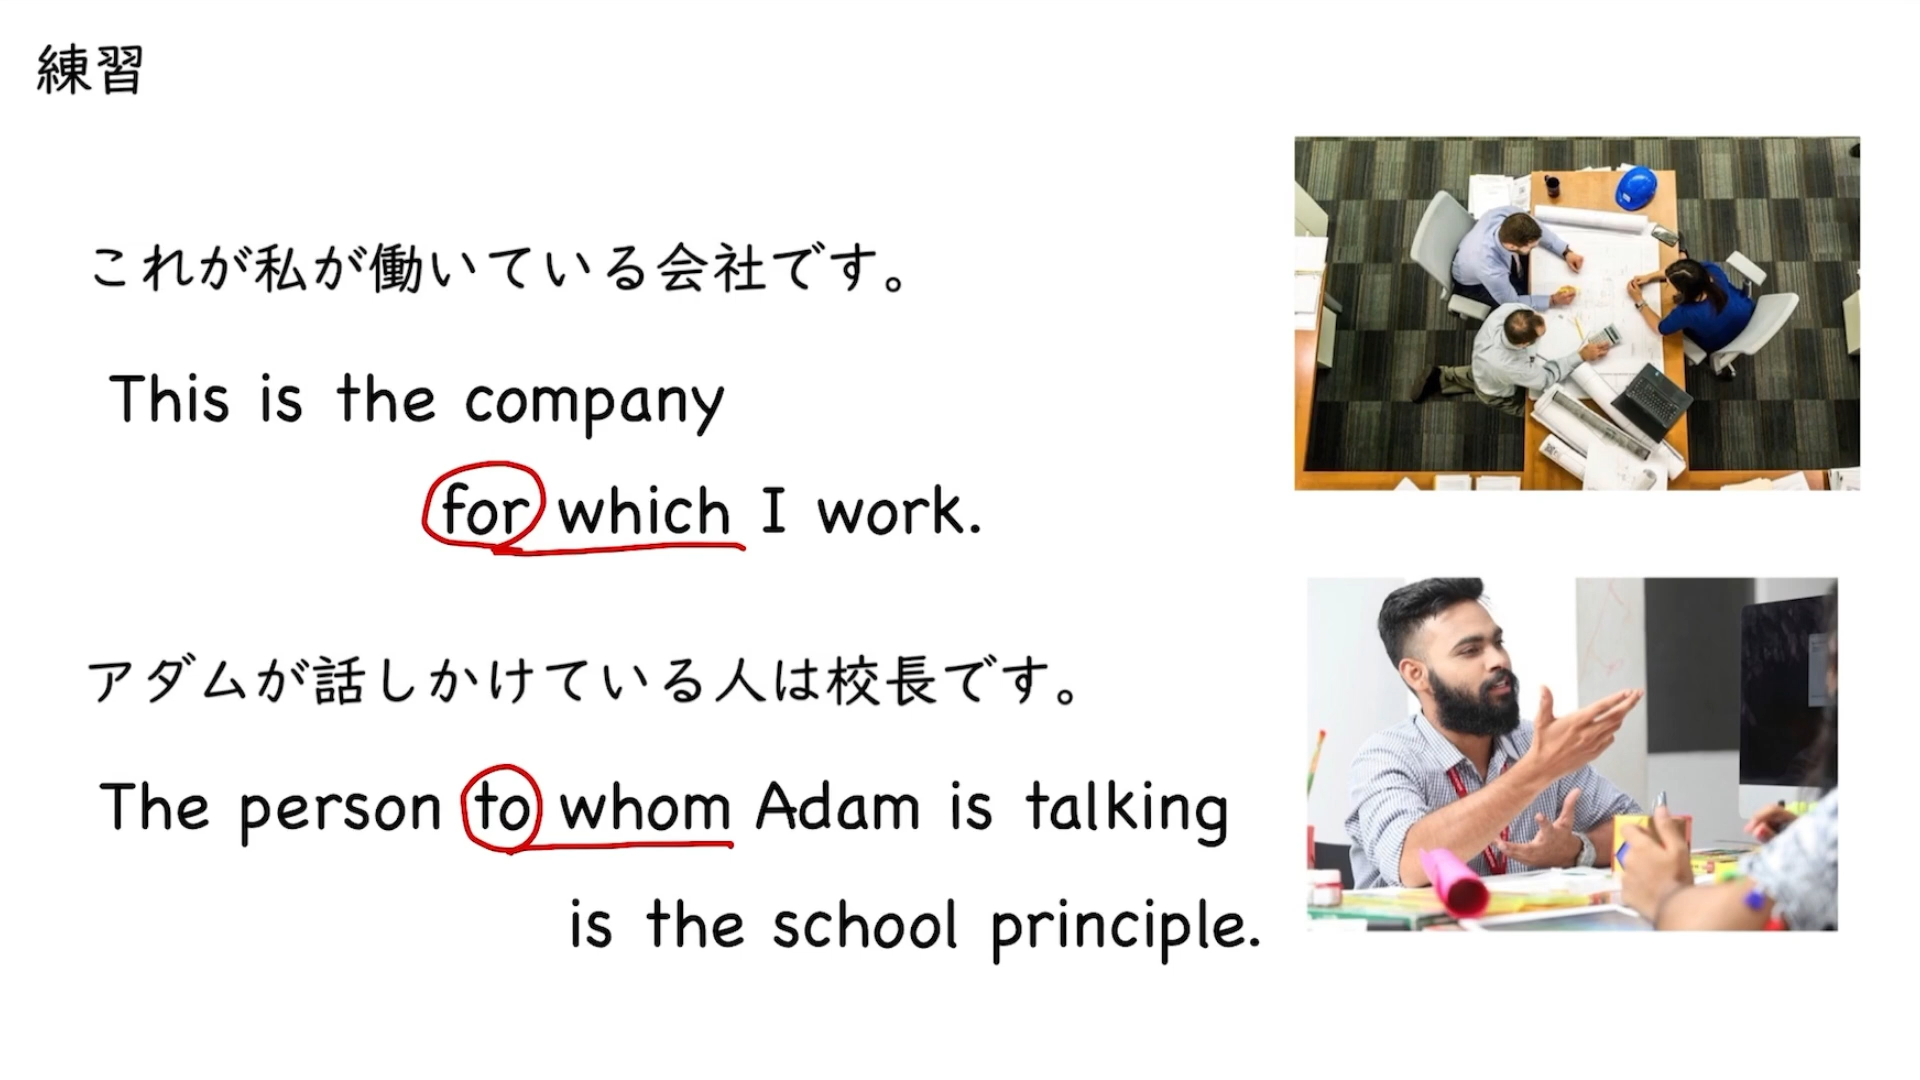 練習
これが私が働いている会社です。
This is the company
for which I work.
アダムが話しかけている人は校長です。
The person to whom Adam is talking
is the school principle.